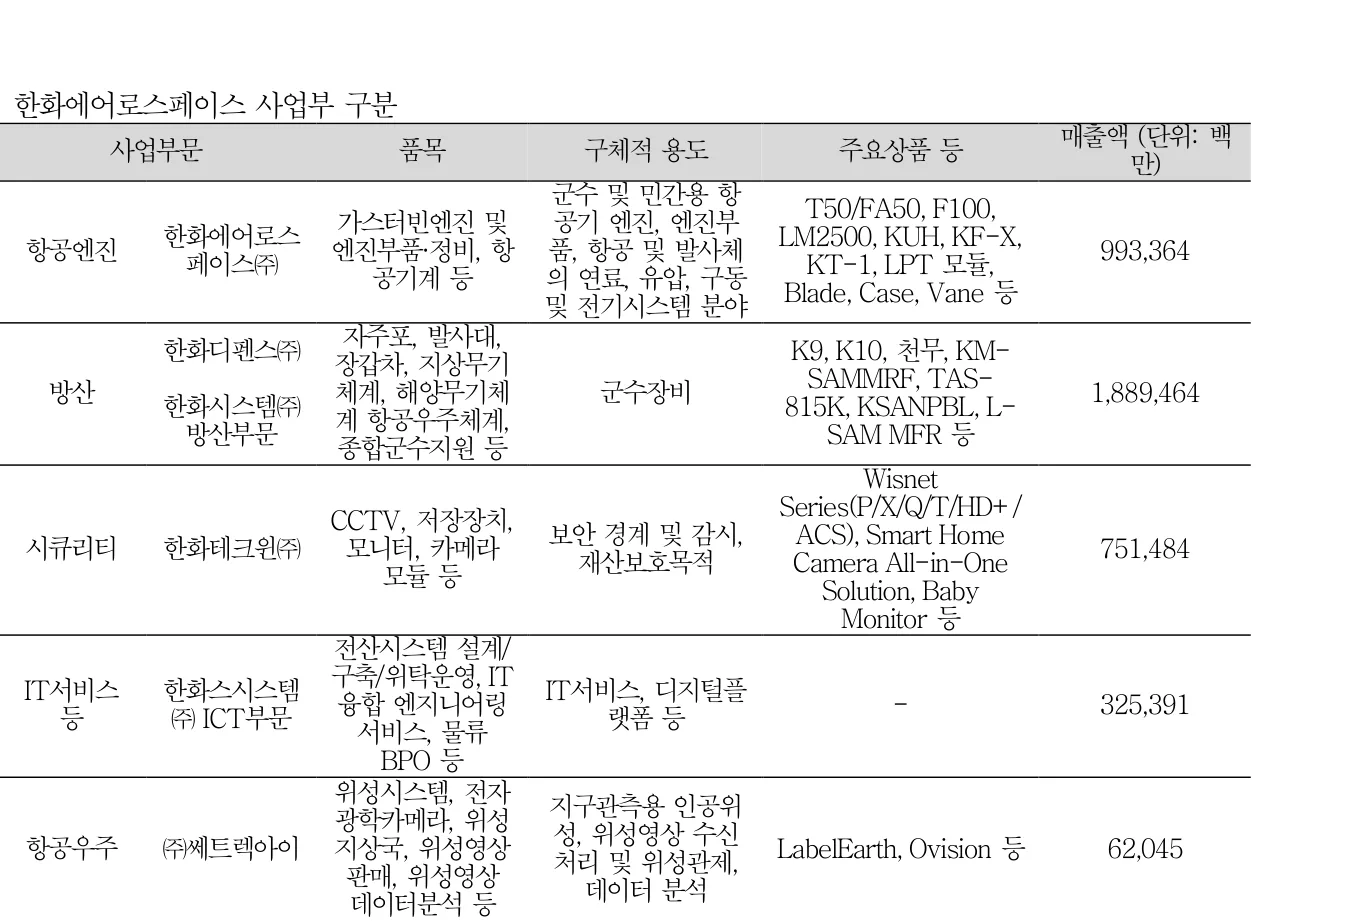 한화에어로스페이스 사업부 구분
사업부문
품목
구체적 용도
주요상품 등
매출액 (단위: 백
만)
항공엔진
한화에어로스
페이스㈜
가스터빈엔진 및
엔진부품·정비, 항
공기계 등
군수 및 민간용 항
공기 엔진, 엔진부
품, 항공 및 발사체
의 연료, 유압, 구동
및 전기시스템 분야
T50/FA50, F100,
LM2500, KUH, KF-X,
KT-1, LPT 모듈,
Blade, Case, Vane 등
993,364
방산
한화디펜스㈜
한화시스템㈜
방산부문
자주포, 발사대,
장갑차, 지상무기
체계, 해양무기체
계 항공우주체계,
종합군수지원 등
군수장비
K9, K10, 천무, KM-
SAMMRF, TAS-
815K, KSANPBL, L-
SAM MFR 등
1,889,464
시큐리티
한화테크윈㈜
CCTV, 저장장치,
모니터, 카메라
모듈 등
보안 경계 및 감시,
재산보호목적
Wisnet
Series(P/X/Q/T/HD+/
ACS), Smart Home
Camera All-in-One
Solution, Baby
Monitor 등
751,484
IT서비스
등
한화스시스템
㈜ ICT부문
전산시스템 설계/
구축/위탁운영, IT
융합 엔지니어링
서비스, 물류
BPO 등
IT서비스, 디지털플
랫폼 등
-
325,391
항공우주
㈜쎄트렉아이
위성시스템, 전자
광학카메라, 위성
지상국, 위성영상
판매, 위성영상
데이터분석 등
지구관측용 인공위
성, 위성영상 수신
처리 및 위성관제,
데이터 분석
LabelEarth, Ovision 등
62,045